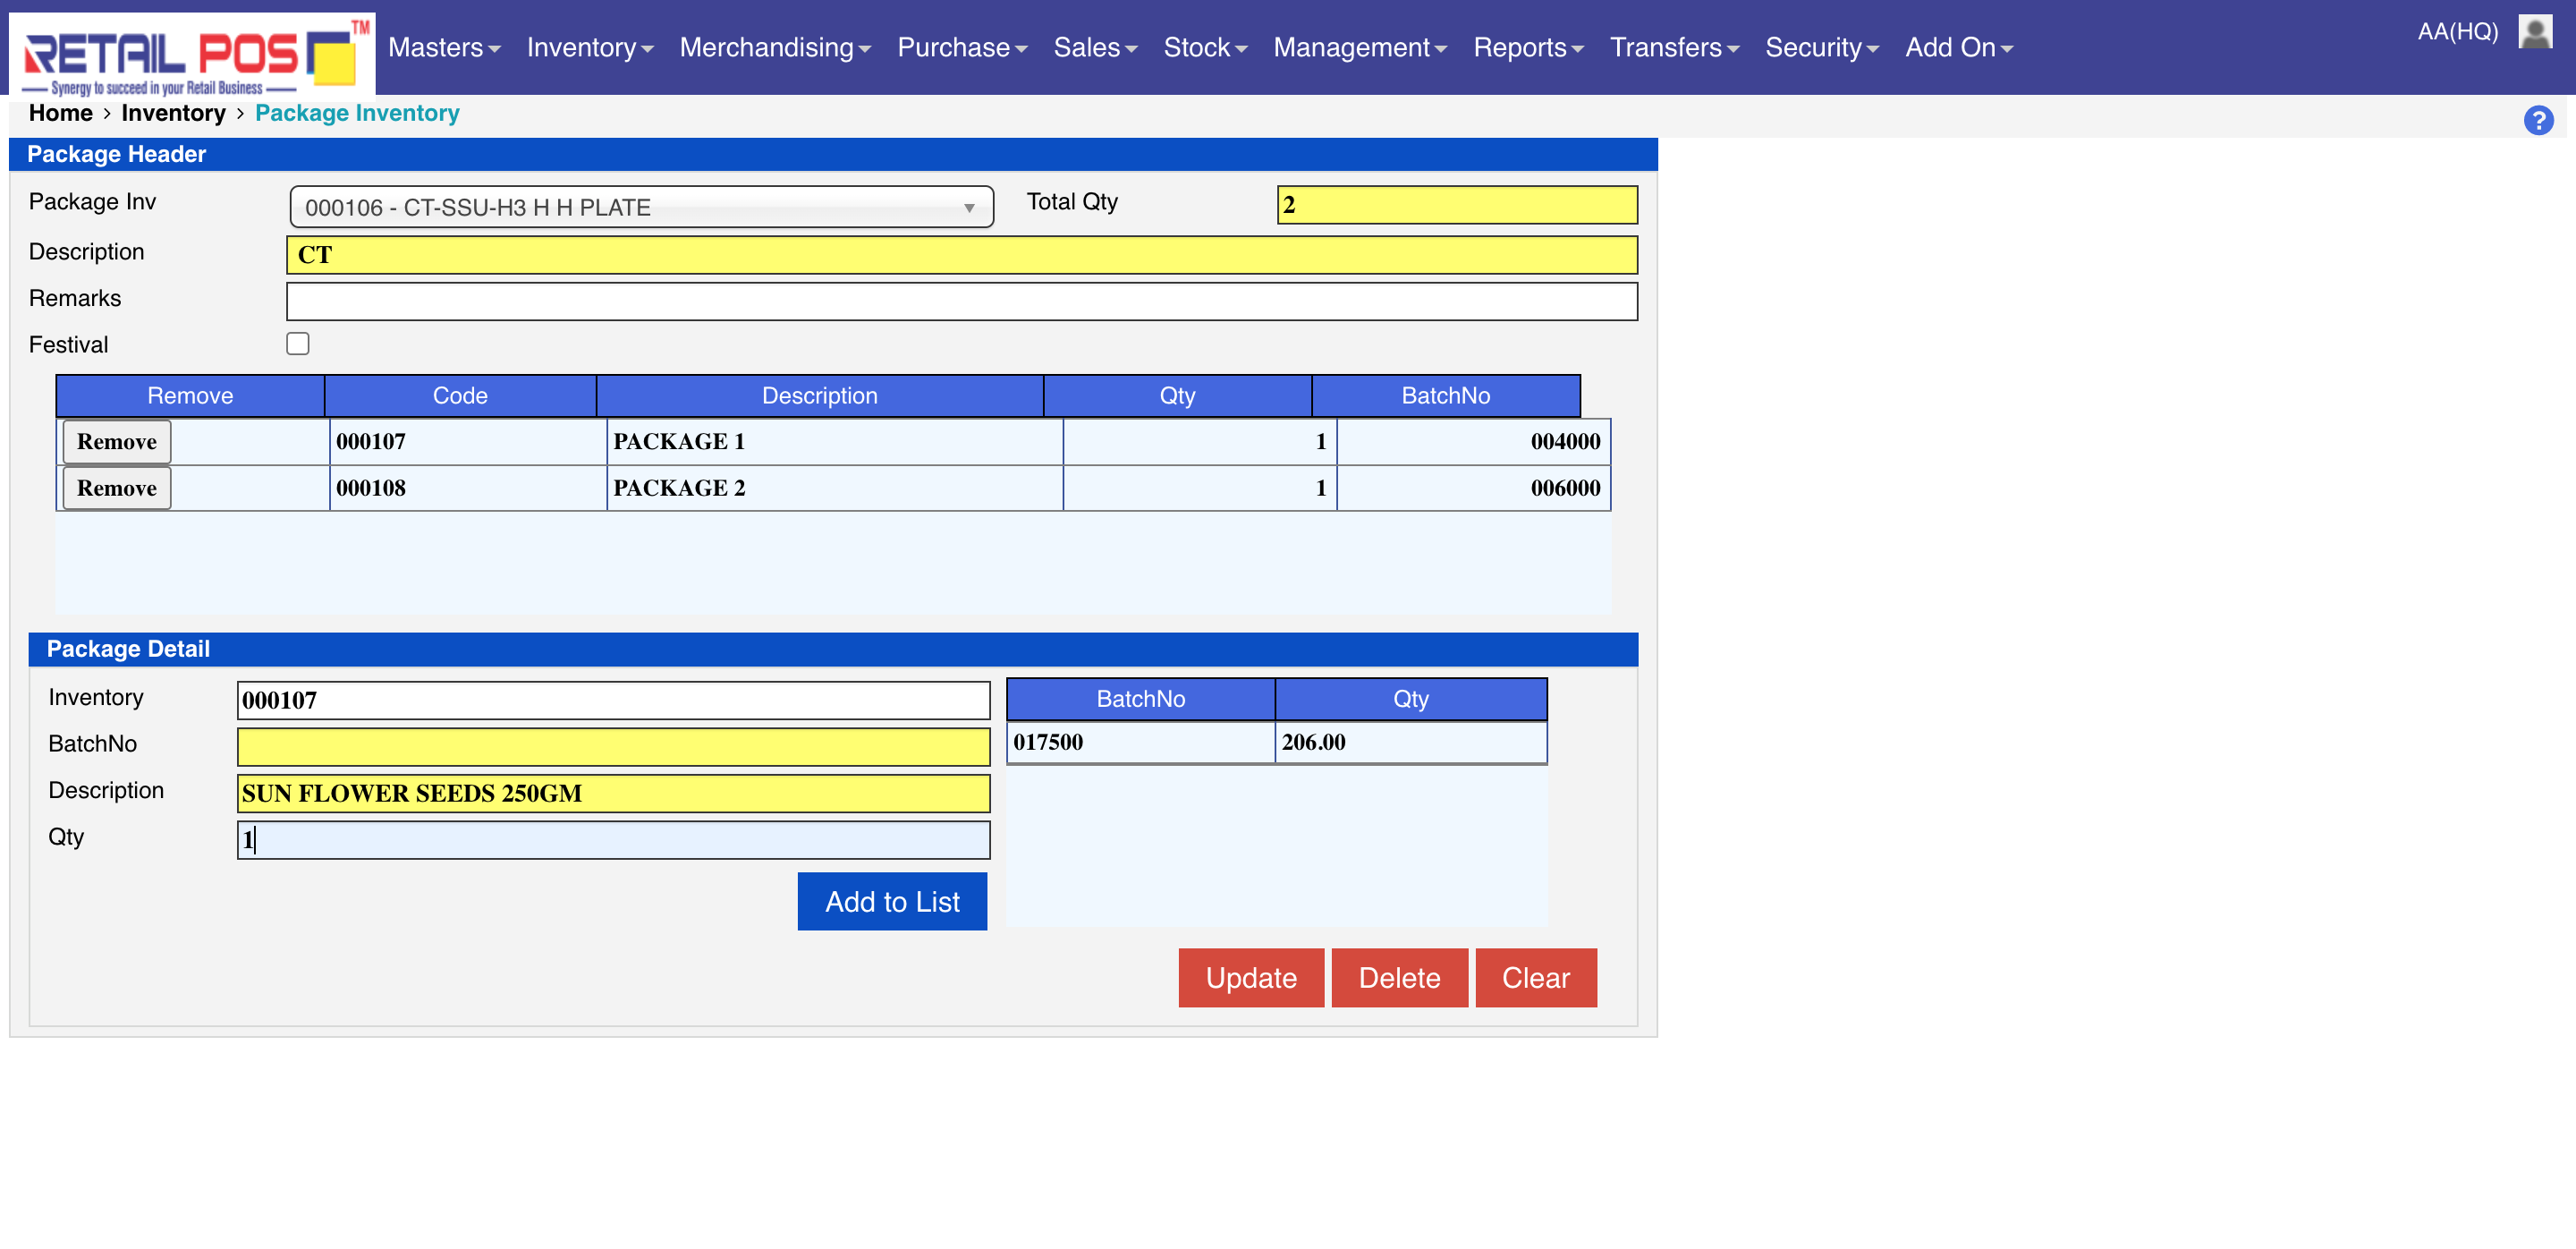 RETAIL POS TM
Synergy to succeed in your Retail Business
Masters Inventory Merchandising Purchase Sales Stock Management Reports Transfers Security Add On
AA(HQ)
Home > Inventory > Package Inventory
?
Package Header
Package Inv 000106 - CT-SSU-H3 H H PLATE Total Qty 2
Description CT
Remarks
Festival
Remove Code Description Qty BatchNo
Remove 000107 PACKAGE 1 1 004000
Remove 000108 PACKAGE 2 1 006000
Package Detail
Inventory 000107
BatchNo
Description SUN FLOWER SEEDS 250GM
Qty 1
BatchNo Qty
017500 206.00
Add to List
Update Delete Clear